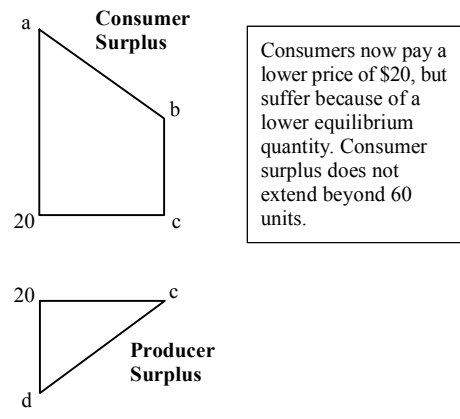 a
Consumer
Surplus
b
20
c
Consumers now pay a
lower price of $20, but
suffer because of a
lower equilibrium
quantity. Consumer
surplus does not
extend beyond 60
units.
20
c
Producer
Surplus
d